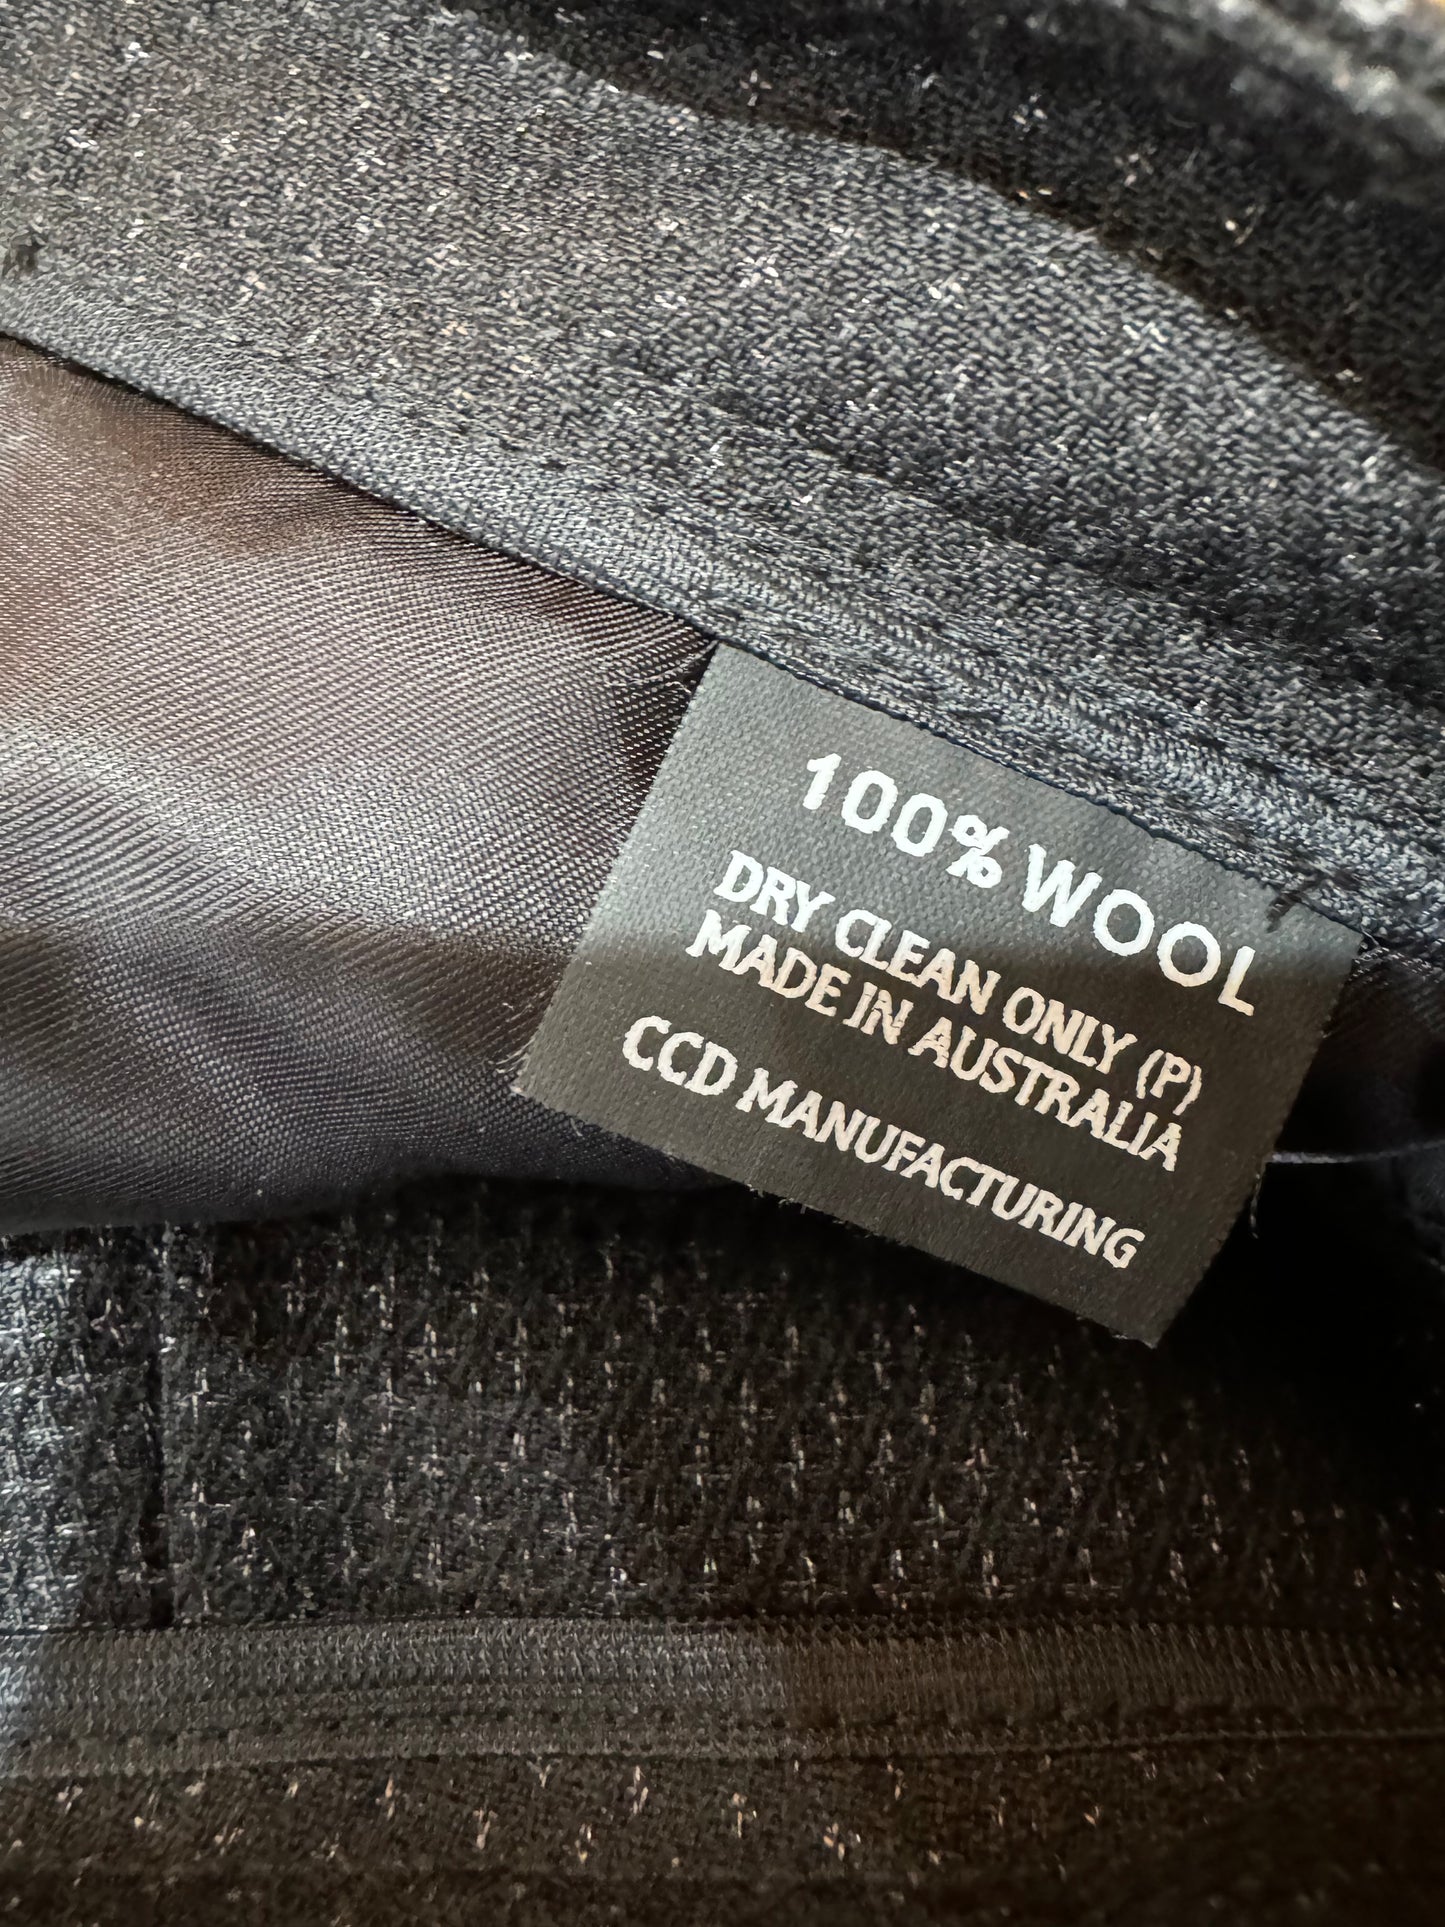 100% WOOL
DRY CLEAN ONLY (P)
MADE IN AUSTRALIA
CCD MANUFACTURING